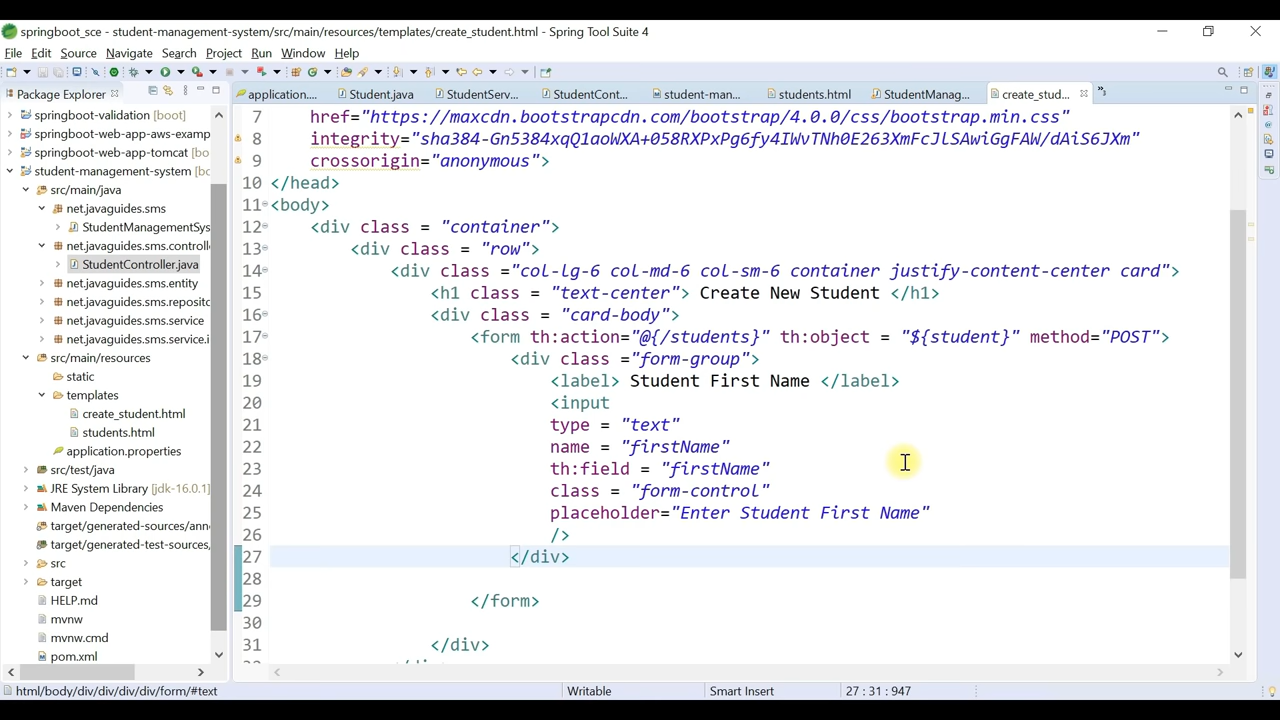 springboot_sce - student-management-system/src/main/resources/templates/create_student.html - Spring Tool Suite 4
File Edit Source Navigate Search Project Run Window Help
Package Explorer
application....
Student.java
StudentServ...
StudentCont...
student-man...
students.html
StudentManag...
create_stud...
springboot-validation [boot]
springboot-web-app-aws-examp
springboot-web-app-tomcat [bo
student-management-system [bc
src/main/java
net.javaguides.sms
StudentManagementSys
net.javaguides.sms.controlle
StudentController.java
net.javaguides.sms.entity
net.javaguides.sms.repositc
net.javaguides.sms.service
net.javaguides.sms.service.i
src/main/resources
static
templates
create_student.html
students.html
application.properties
src/test/java
JRE System Library [jdk-16.0.1]
Maven Dependencies
target/generated-sources/ann
target/generated-test-sources,
src
target
HELP.md
mvnw
mvnw.cmd
pom.xml
7 href="https://maxcdn.bootstrapcdn.com/bootstrap/4.0.0/css/bootstrap.min.css"
8 integrity="sha384-Gn5384xqQ1aoWXA+058RXPxPg6fy4IWvTNh0E263XmFcJlSAwiGgFAW/dAiS6JXm"
9 crossorigin="anonymous">
10 </head>
11 <body>
12 <div class = "container">
13 <div class = "row">
14 <div class ="col-lg-6 col-md-6 col-sm-6 container justify-content-center card">
15 <h1 class = "text-center"> Create New Student </h1>
16 <div class = "card-body">
17 <form th:action="@{/students}" th:object = "${student}" method="POST">
18 <div class ="form-group">
19 <label> Student First Name </label>
20 <input
21 type = "text"
22 name = "firstName"
23 th:field = "firstName"
24 class = "form-control"
25 placeholder="Enter Student First Name"
26 />
27 </div>
28
29 </form>
30
31 </div>
html/body/div/div/div/div/form/#text
Writable
Smart Insert
27 : 31 : 947